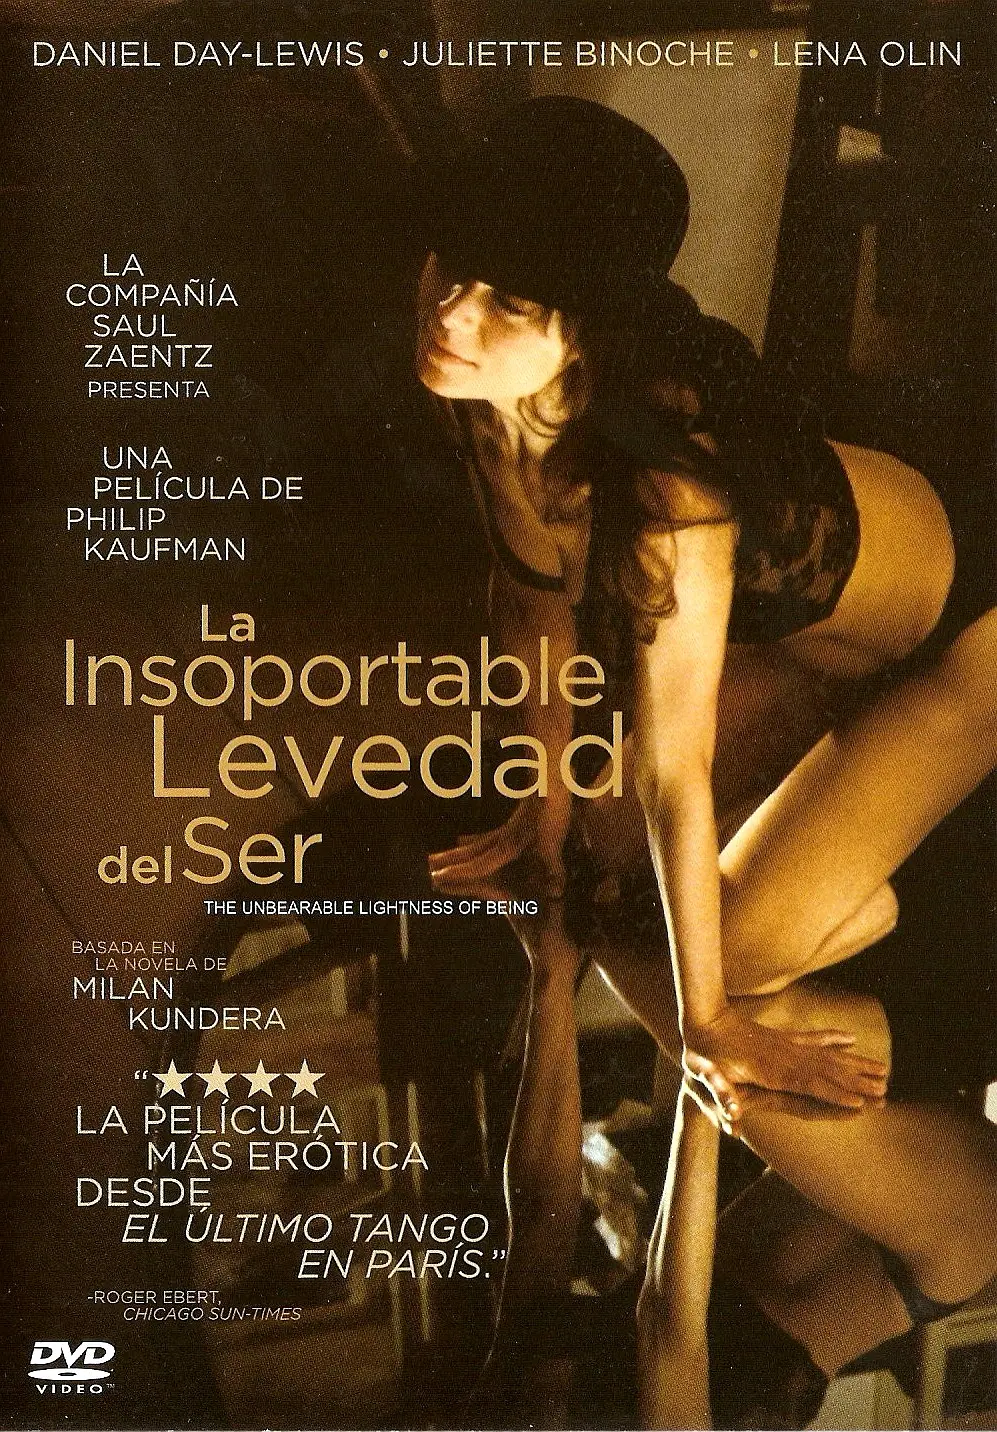 DANIEL DAY-LEWIS • JULIETTE BINOCHE • LENA OLIN
LA
COMPAÑÍA
SAUL
ZAENTZ
PRESENTA
UNA
PELÍCULA DE
PHILIP
KAUFMAN
La
Insoportable
Levedad
del Ser
THE UNBEARABLE LIGHTNESS OF BEING
BASADA EN
LA NOVELA DE
MILAN
KUNDERA
“★★★★
LA PELÍCULA
MÁS ERÓTICA
DESDE
EL ÚLTIMO TANGO
EN PARÍS.”
-ROGER EBERT,
CHICAGO SUN-TIMES
DVD
VIDEO™